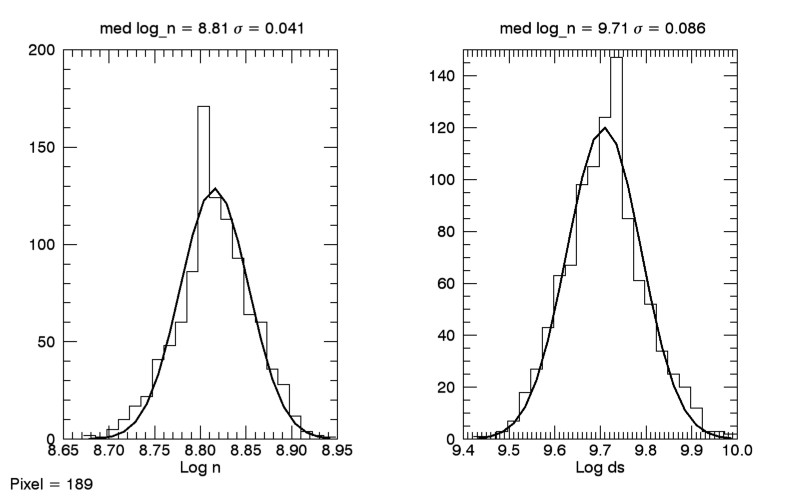 med log_n = 8.81 σ = 0.041
200
150
100
50
0
8.65 8.70 8.75 8.80 8.85 8.90 8.95
Log n
med log_n = 9.71 σ = 0.086
140
120
100
80
60
40
20
0
9.4 9.5 9.6 9.7 9.8 9.9 10.0
Log ds
Pixel = 189